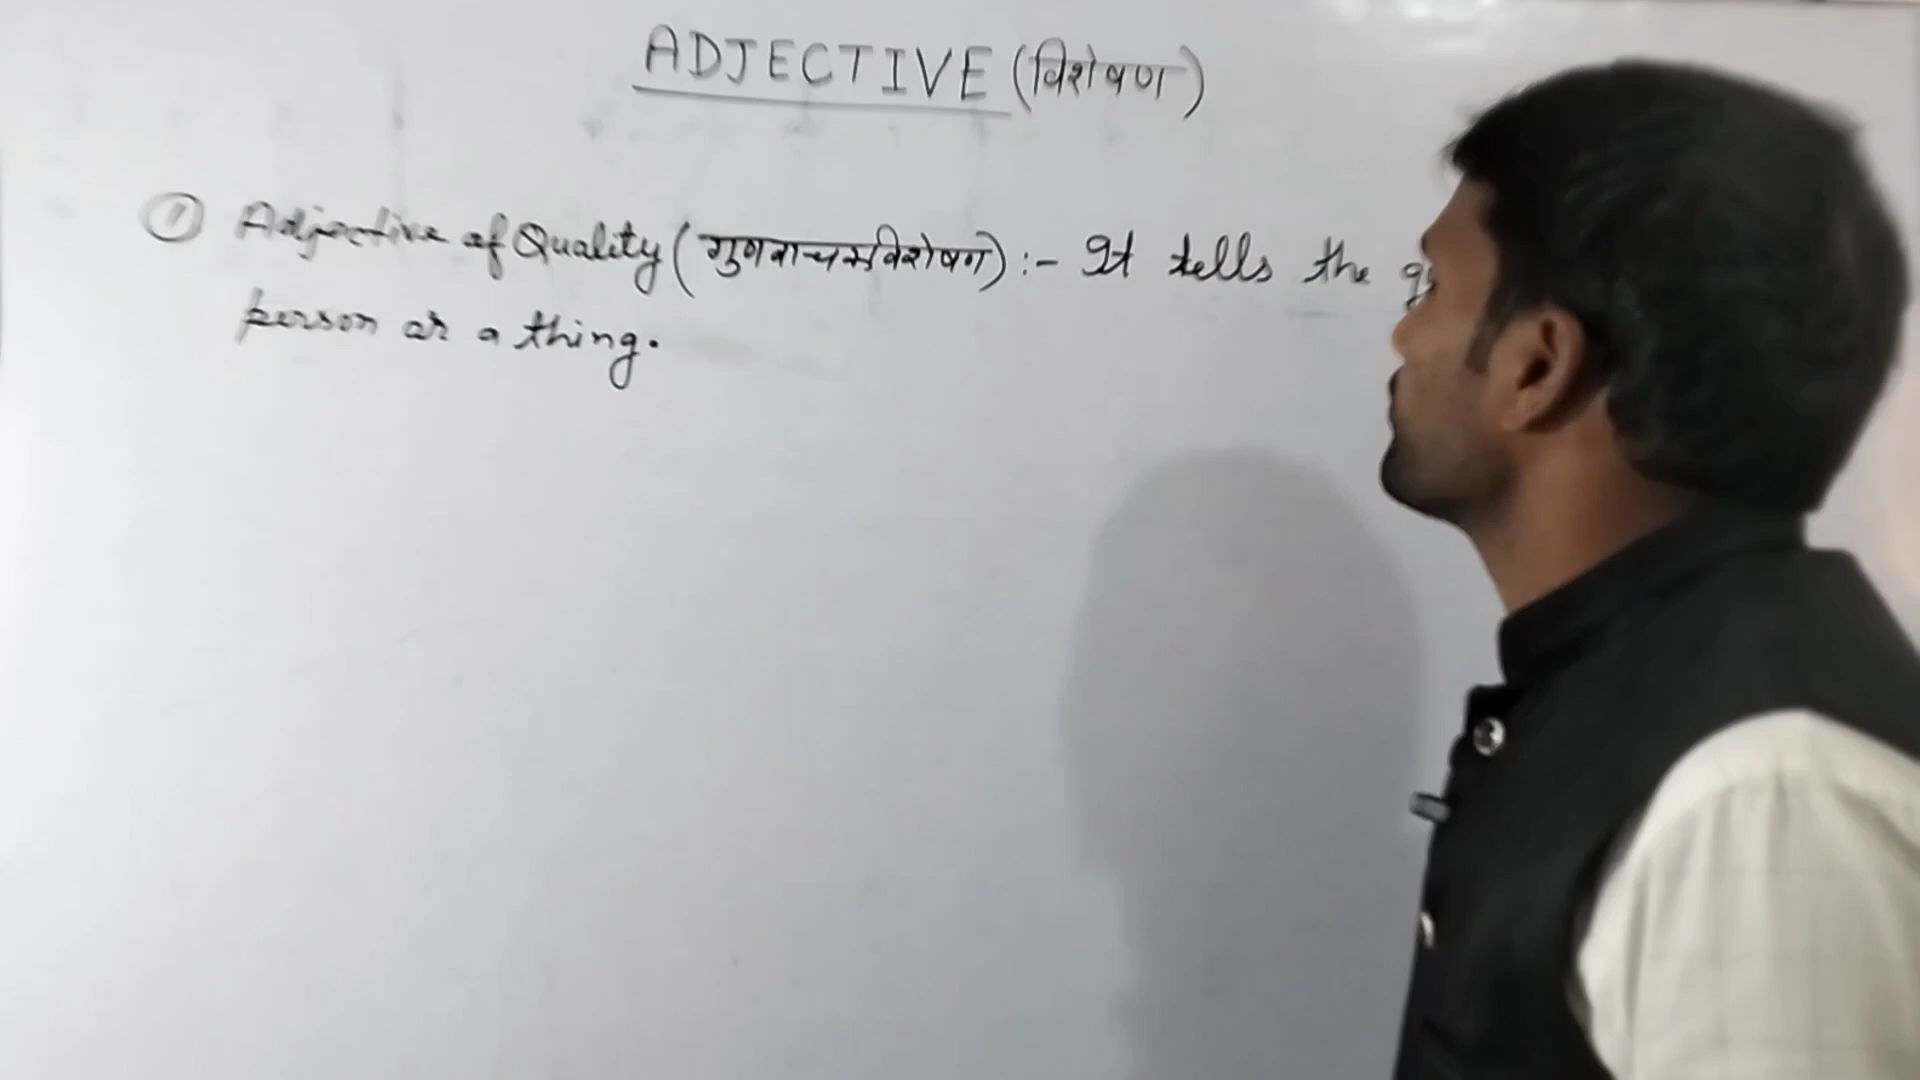 ADJECTIVE (विशेषण)
① Adjective of Quality (गुणवाचक विशेषण) :- It tells the
person or a thing.